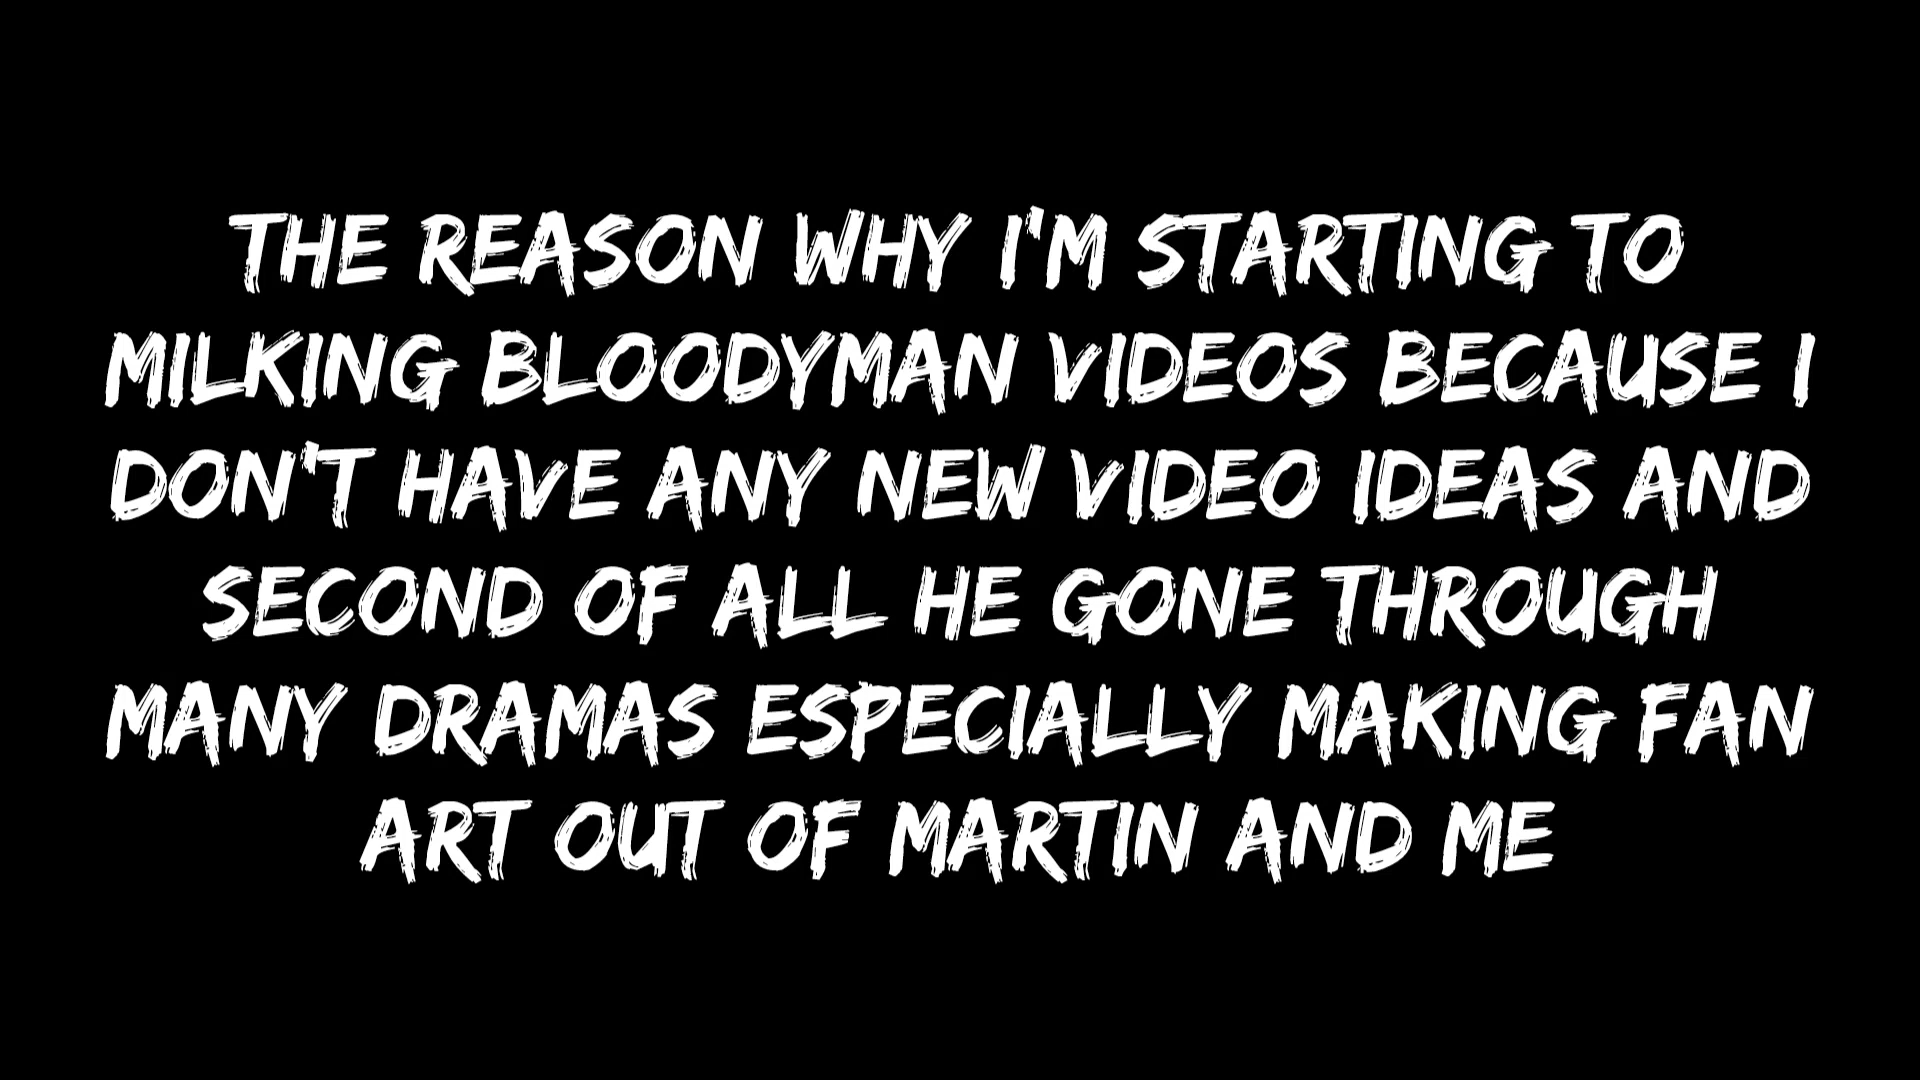 THE REASON WHY I'M STARTING TO
MILKING BLOODYMAN VIDEOS BECAUSE I
DON'T HAVE ANY NEW VIDEO IDEAS AND
SECOND OF ALL HE GONE THROUGH
MANY DRAMAS ESPECIALLY MAKING FAN
ART OUT OF MARTIN AND ME